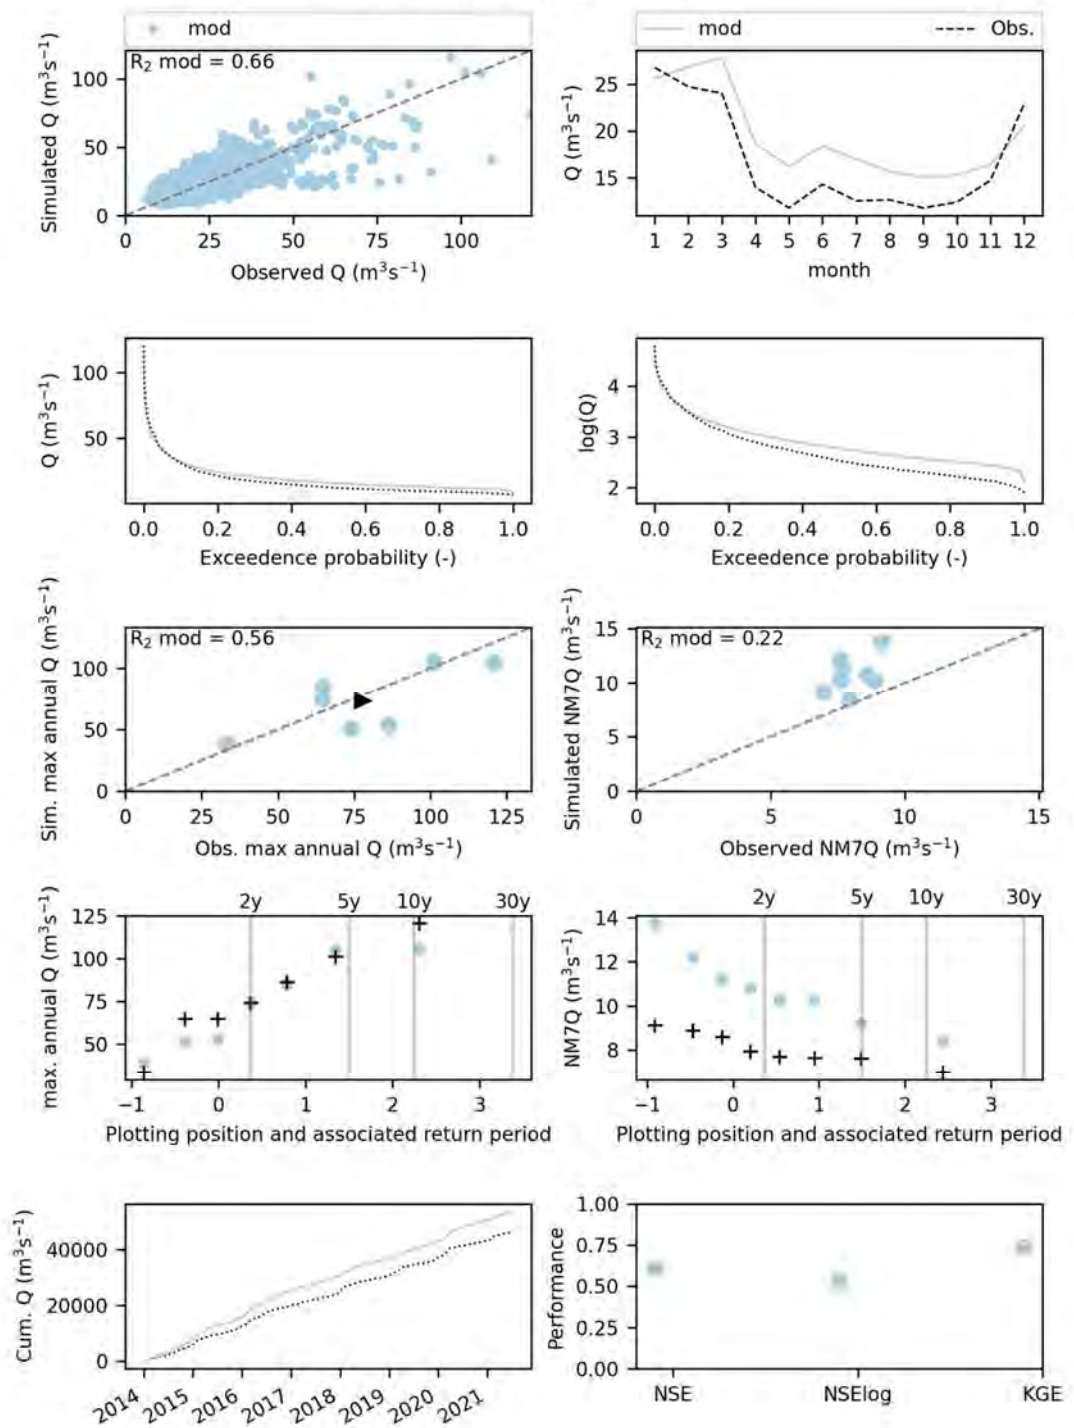 mod
R₂ mod = 0.66
Simulated Q (m³s⁻¹)
100
50
0
0 25 50 75 100
Observed Q (m³s⁻¹)
mod Obs.
Q (m³s⁻¹)
25
20
15
1 2 3 4 5 6 7 8 9 10 11 12
month
Q (m³s⁻¹)
100
50
0.0 0.2 0.4 0.6 0.8 1.0
Exceedence probability (-)
log(Q)
4
3
2
0.0 0.2 0.4 0.6 0.8 1.0
Exceedence probability (-)
R₂ mod = 0.56
Sim. max annual Q (m³s⁻¹)
100
50
0
0 25 50 75 100 125
Obs. max annual Q (m³s⁻¹)
R₂ mod = 0.22
Simulated NM7Q (m³s⁻¹)
15
10
5
0
0 5 10 15
Observed NM7Q (m³s⁻¹)
2y 5y 10y 30y
max. annual Q (m³s⁻¹)
125
100
75
50
−1 0 1 2 3
Plotting position and associated return period
2y 5y 10y 30y
NM7Q (m³s⁻¹)
14
12
10
8
−1 0 1 2 3
Plotting position and associated return period
Cum. Q (m³s⁻¹)
40000
20000
0
2014 2015 2016 2017 2018 2019 2020 2021
Performance
1.00
0.75
0.50
0.25
0.00
NSE NSElog KGE